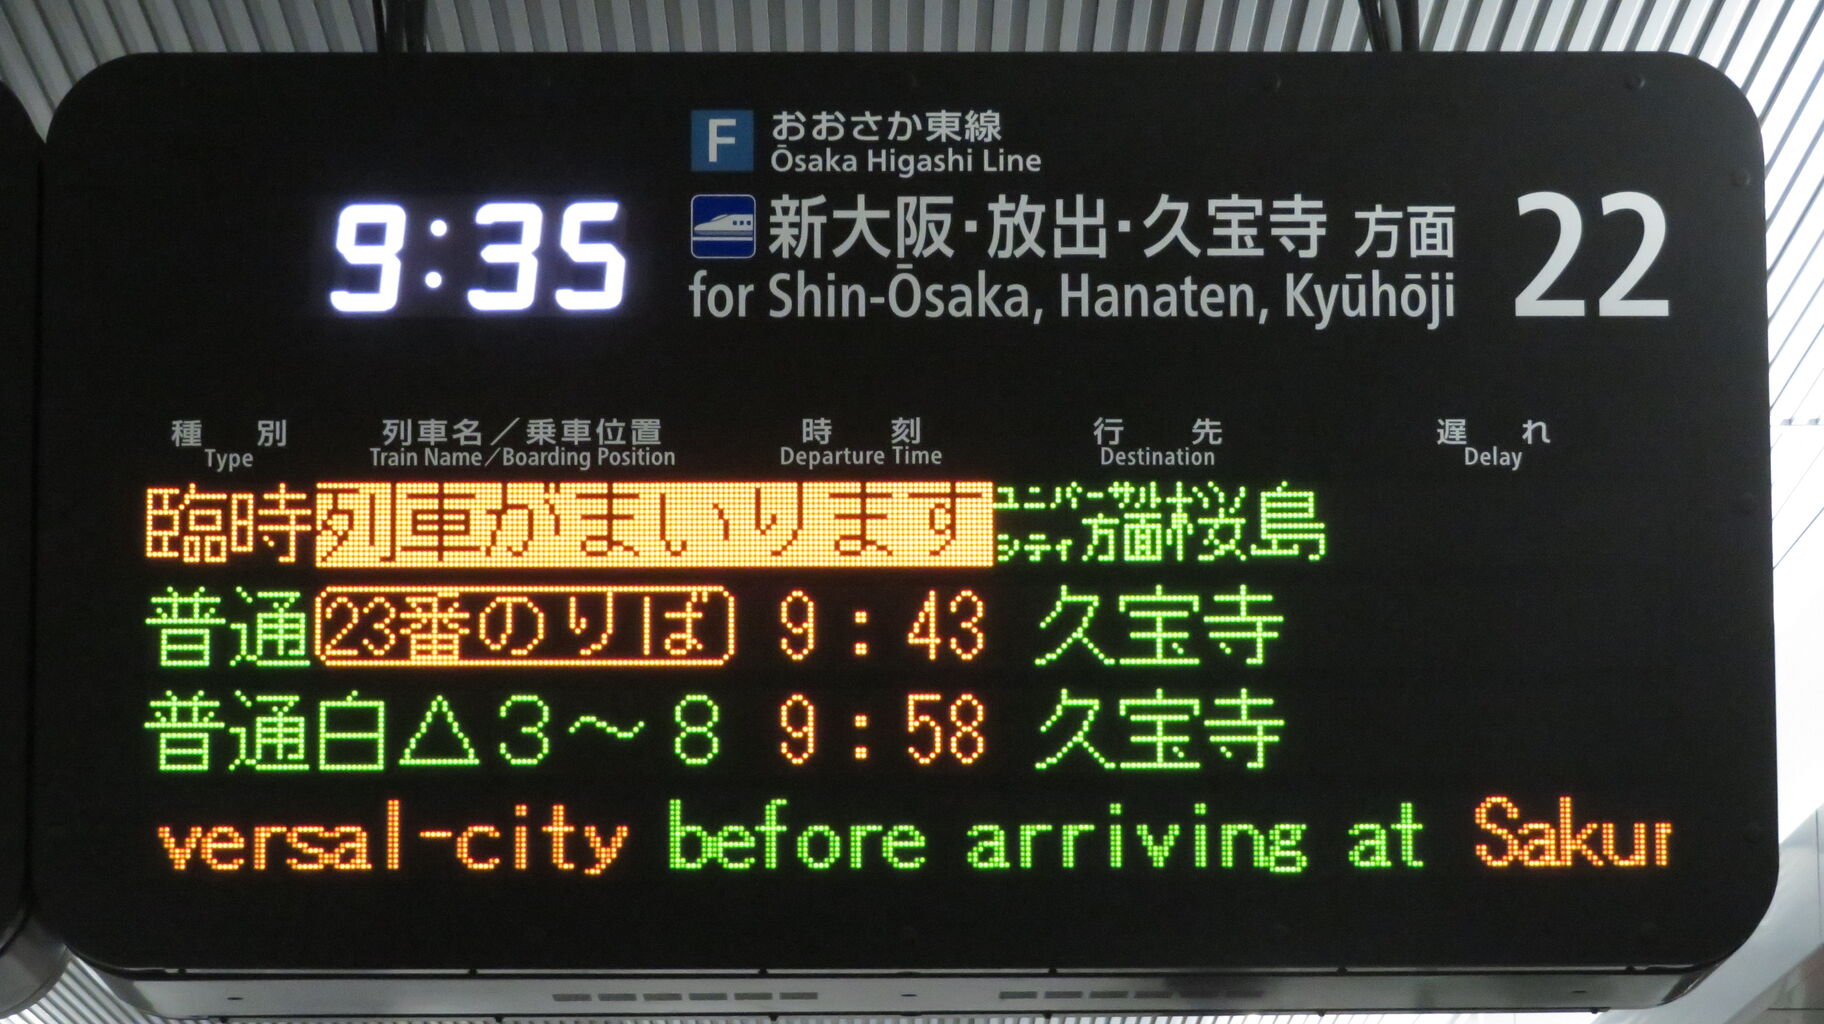 F おおさか東線
Ōsaka Higashi Line
9:35
新大阪・放出・久宝寺 方面
for Shin-Ōsaka, Hanaten, Kyūhōji
22
種別 列車名／乗車位置 時刻 行先 遅れ
Type Train Name／Boarding Position Departure Time Destination Delay
臨時 列車がまいります ユニバーサルシティ方面 桜島
普通 23番のりば 9:43 久宝寺
普通 白△3～8 9:58 久宝寺
versal-city before arriving at Sakur